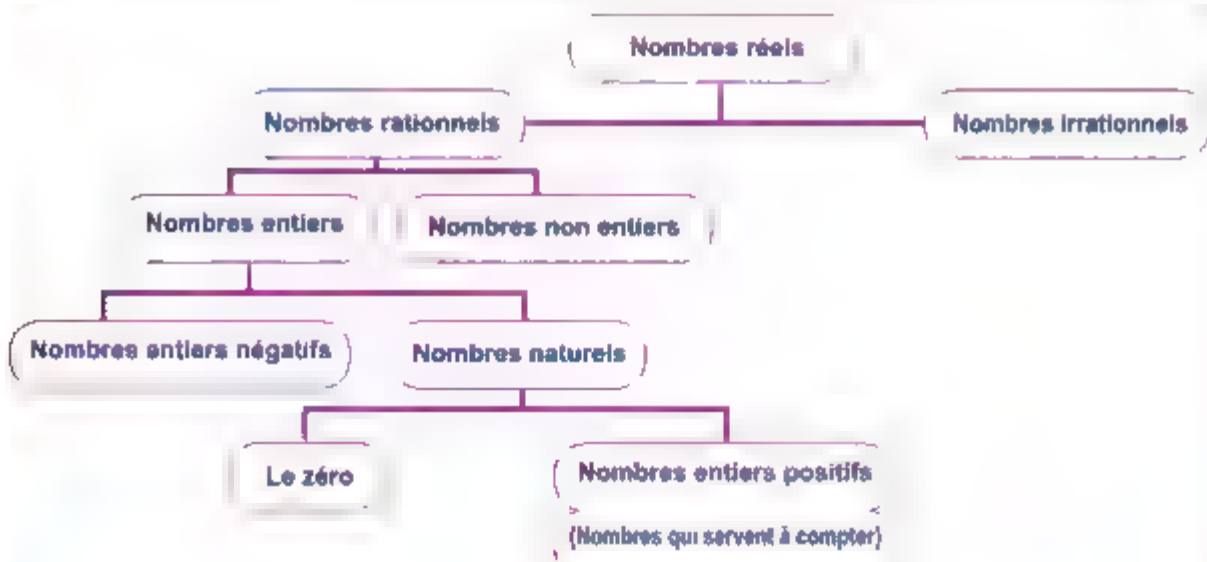 Nombres réels
Nombres rationnels
Nombres irrationnels
Nombres entiers
Nombres non entiers
Nombres entiers négatifs
Nombres naturels
Le zéro
Nombres entiers positifs
(Nombres qui servent à compter)